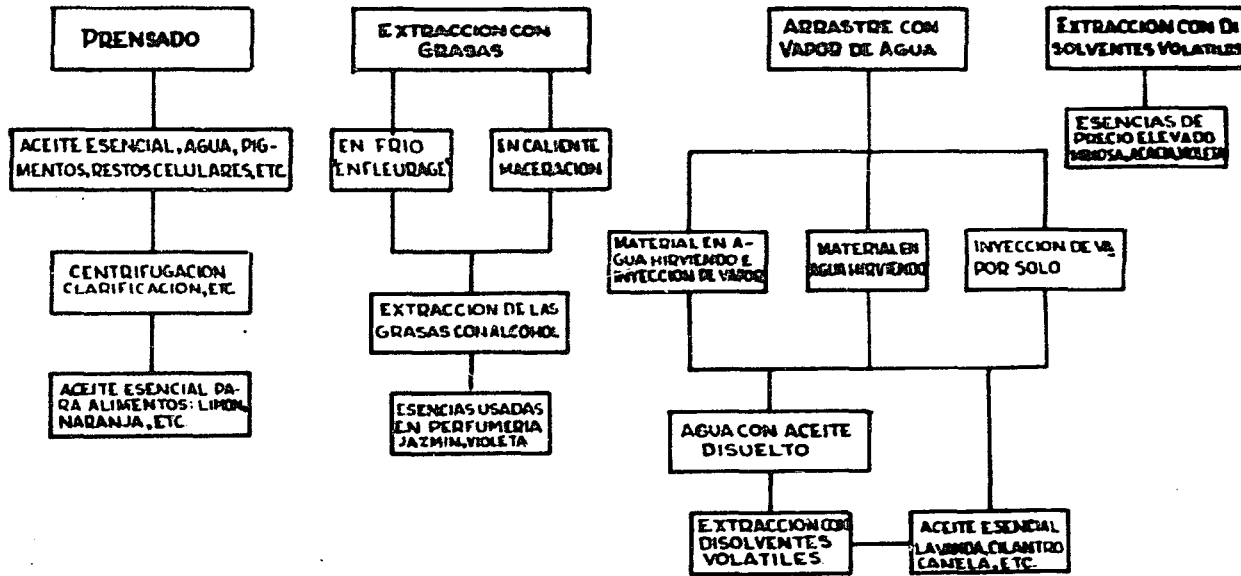 PRENSADO
ACEITE ESENCIAL, AGUA, PIG-
MENTOS, RESTOS CELULARES, ETC
CENTRIFUGACION
CLARIFICACION, ETC
ACEITE ESENCIAL PA-
RA ALIMENTOS: LIMON,
NARANJA, ETC
EXTRACCION CON
GRASAS
EN FRIO
"ENFLEURAGE"
EN CALIENTE
MACERACION
EXTRACCION DE LAS
GRASAS CON ALCOHOL
ESENCIAS USADAS
EN PERFUMERIA
JAZMIN, VIOLETA
ARRASTRE CON
VAPOR DE AGUA
MATERIAL EN A-
GUA HIRVIENDO E
INYECCION DE VAPOR
MATERIAL EN
AGUA HIRVIENDO
INYECCION DE VA
POR SOLO
AGUA CON ACEITE
DISUELTO
EXTRACCION CON
DISOLVENTES
VOLATILES
ACEITE ESENCIAL
LAVANDA, CILANTRO
CANELA, ETC.
EXTRACCION CON DI
SOLVENTES VOLATILES
ESENCIAS DE
PRECIO ELEVADO
MIMOSA, ACACIA, VIOLETA